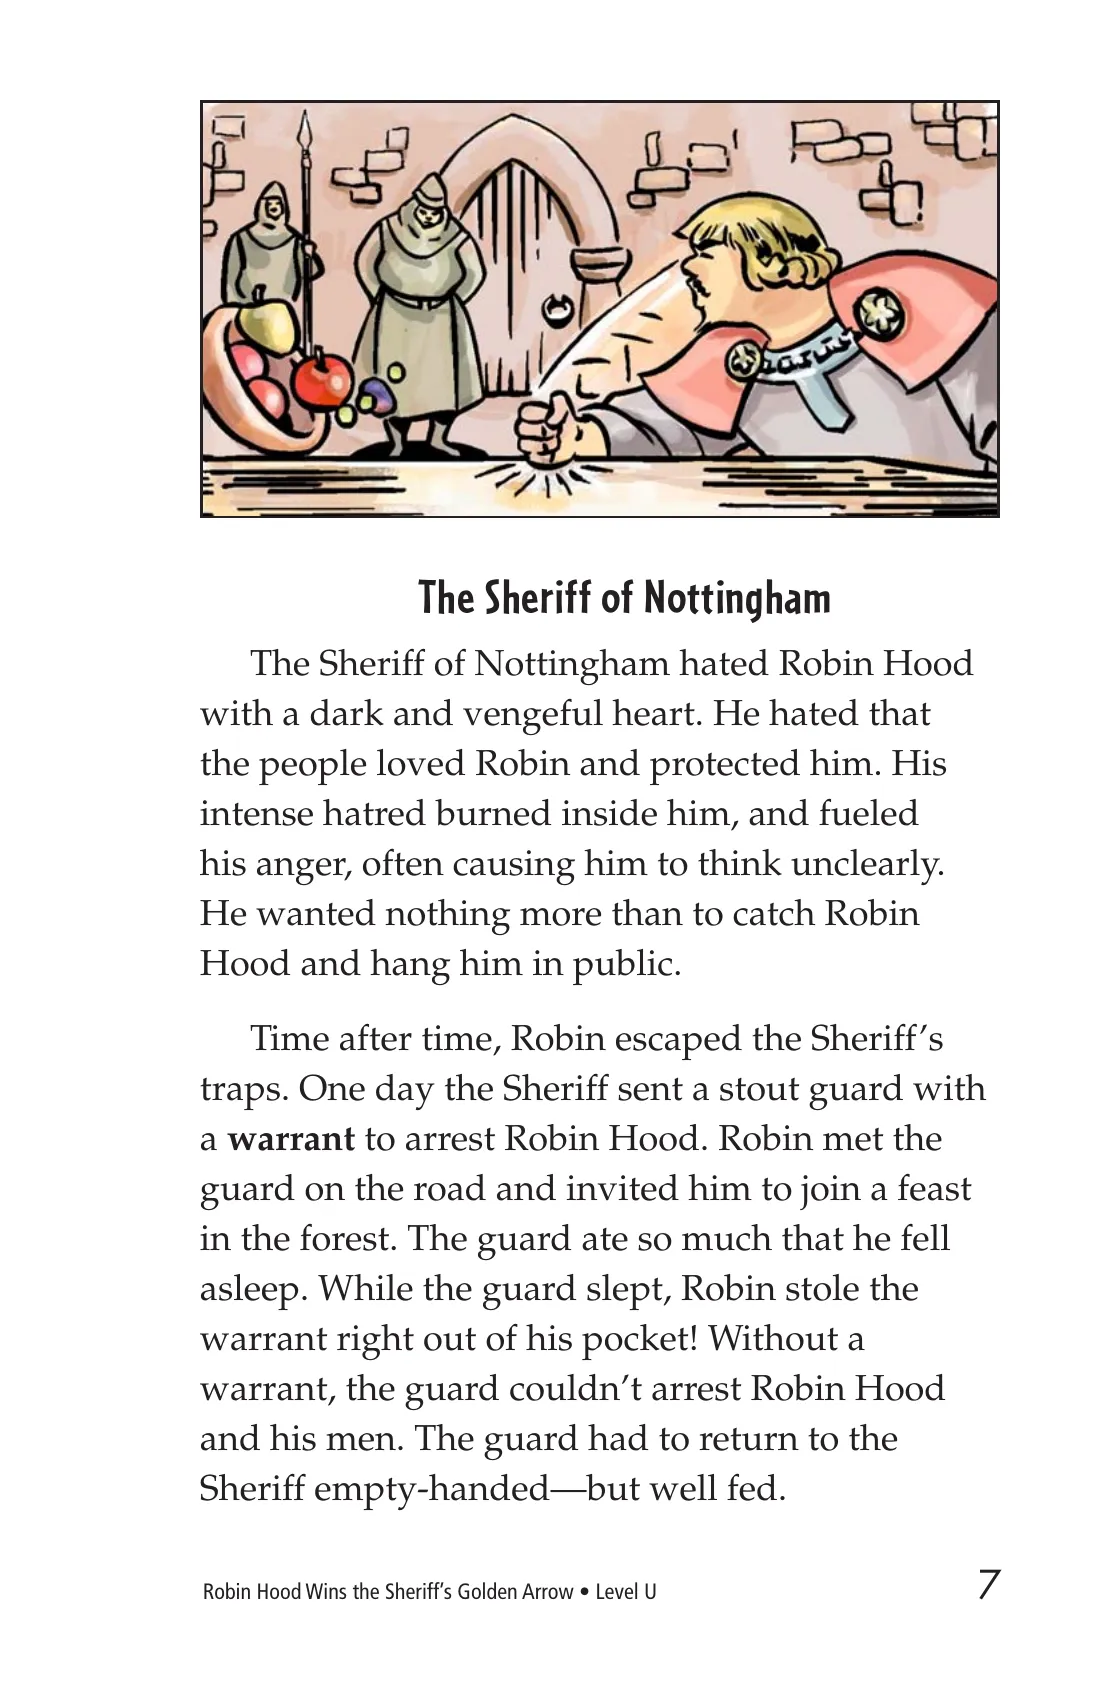 The Sheriff of Nottingham
The Sheriff of Nottingham hated Robin Hood
with a dark and vengeful heart. He hated that
the people loved Robin and protected him. His
intense hatred burned inside him, and fueled
his anger, often causing him to think unclearly.
He wanted nothing more than to catch Robin
Hood and hang him in public.
Time after time, Robin escaped the Sheriff’s
traps. One day the Sheriff sent a stout guard with
a warrant to arrest Robin Hood. Robin met the
guard on the road and invited him to join a feast
in the forest. The guard ate so much that he fell
asleep. While the guard slept, Robin stole the
warrant right out of his pocket! Without a
warrant, the guard couldn’t arrest Robin Hood
and his men. The guard had to return to the
Sheriff empty-handed—but well fed.
Robin Hood Wins the Sheriff’s Golden Arrow • Level U 7